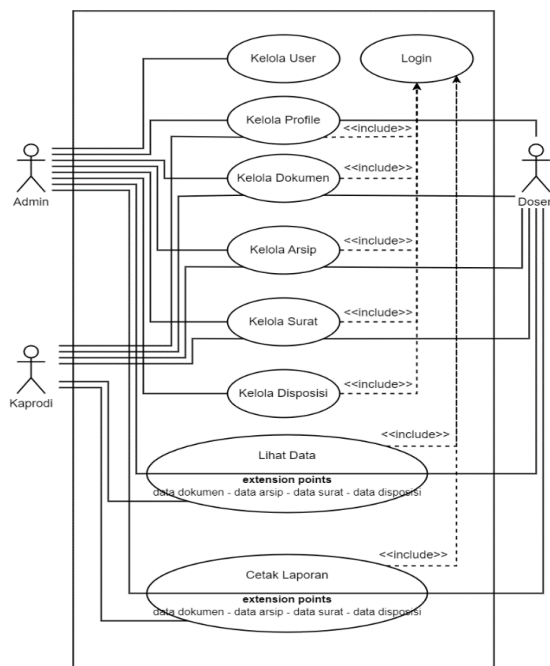 Kelola User
Login
Kelola Profile
<<include>>
Admin
Kelola Dokumen
<<include>>
Dosen
Kelola Arsip
<<include>>
Kelola Surat
<<include>>
Kaprodi
Kelola Disposisi
<<include>>
<<include>>
Lihat Data
extension points
data dokumen - data arsip - data surat - data disposisi
<<include>>
Cetak Laporan
extension points
data dokumen - data arsip - data surat - data disposisi